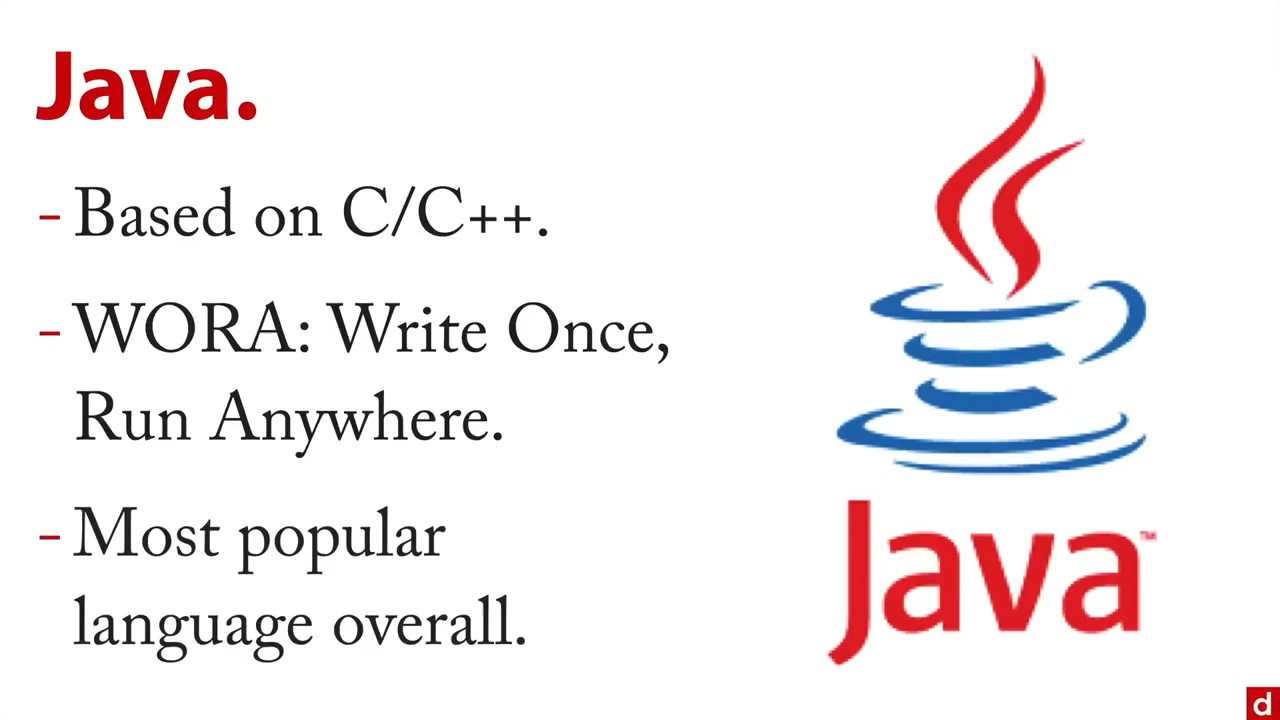 Java.
- Based on C/C++.
- WORA: Write Once,
Run Anywhere.
- Most popular
language overall.
Java™
d